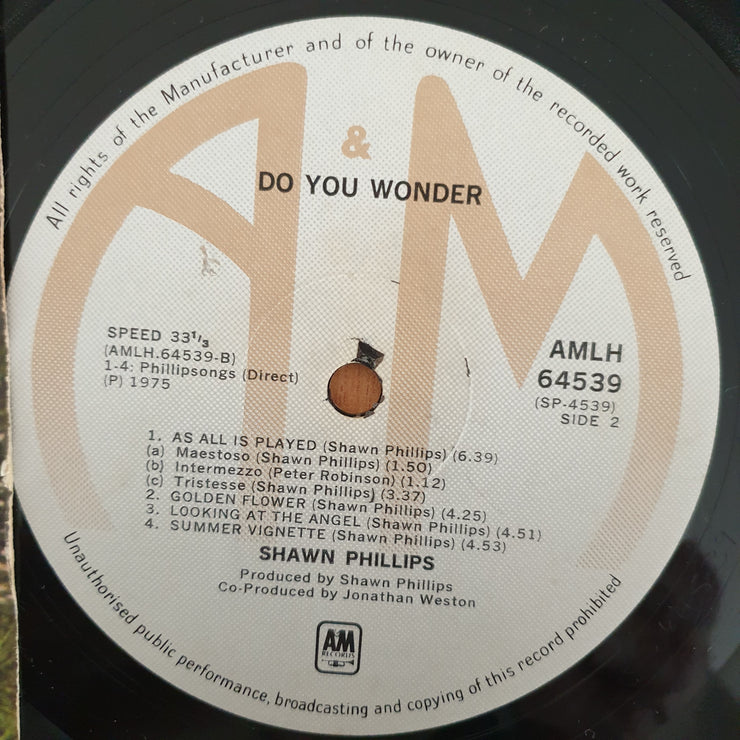 All rights of the Manufacturer and of the owner of the recorded work reserved
A & M
DO YOU WONDER
SPEED 33 1/3
(AMLH.64539-B)
1-4: Phillipsongs (Direct)
(P) 1975
AMLH
64539
(SP-4539)
SIDE 2
1. AS ALL IS PLAYED (Shawn Phillips) (6.39)
(a) Maestoso (Shawn Phillips) (1.50)
(b) Intermezzo (Peter Robinson) (1.12)
(c) Tristesse (Shawn Phillips) (3.37)
2. GOLDEN FLOWER (Shawn Phillips) (4.25)
3. LOOKING AT THE ANGEL (Shawn Phillips) (4.51)
4. SUMMER VIGNETTE (Shawn Phillips) (4.53)
SHAWN PHILLIPS
Produced by Shawn Phillips
Co-Produced by Jonathan Weston
AM
RECORDS
Unauthorised public performance, broadcasting and copying of this record prohibited